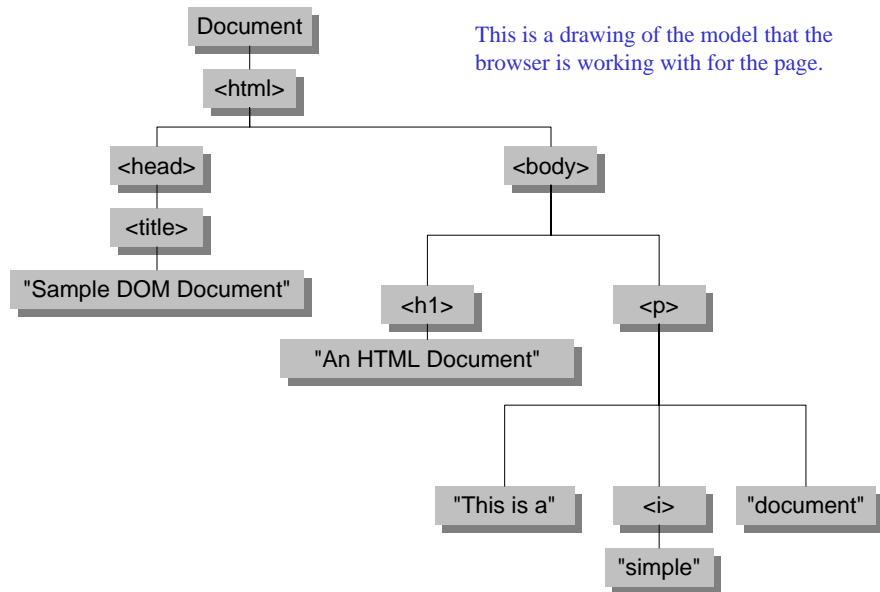 Document
This is a drawing of the model that the
browser is working with for the page.
<html>
<head>
<body>
<title>
"Sample DOM Document"
<h1>
<p>
"An HTML Document"
"This is a"
<i>
"document"
"simple"